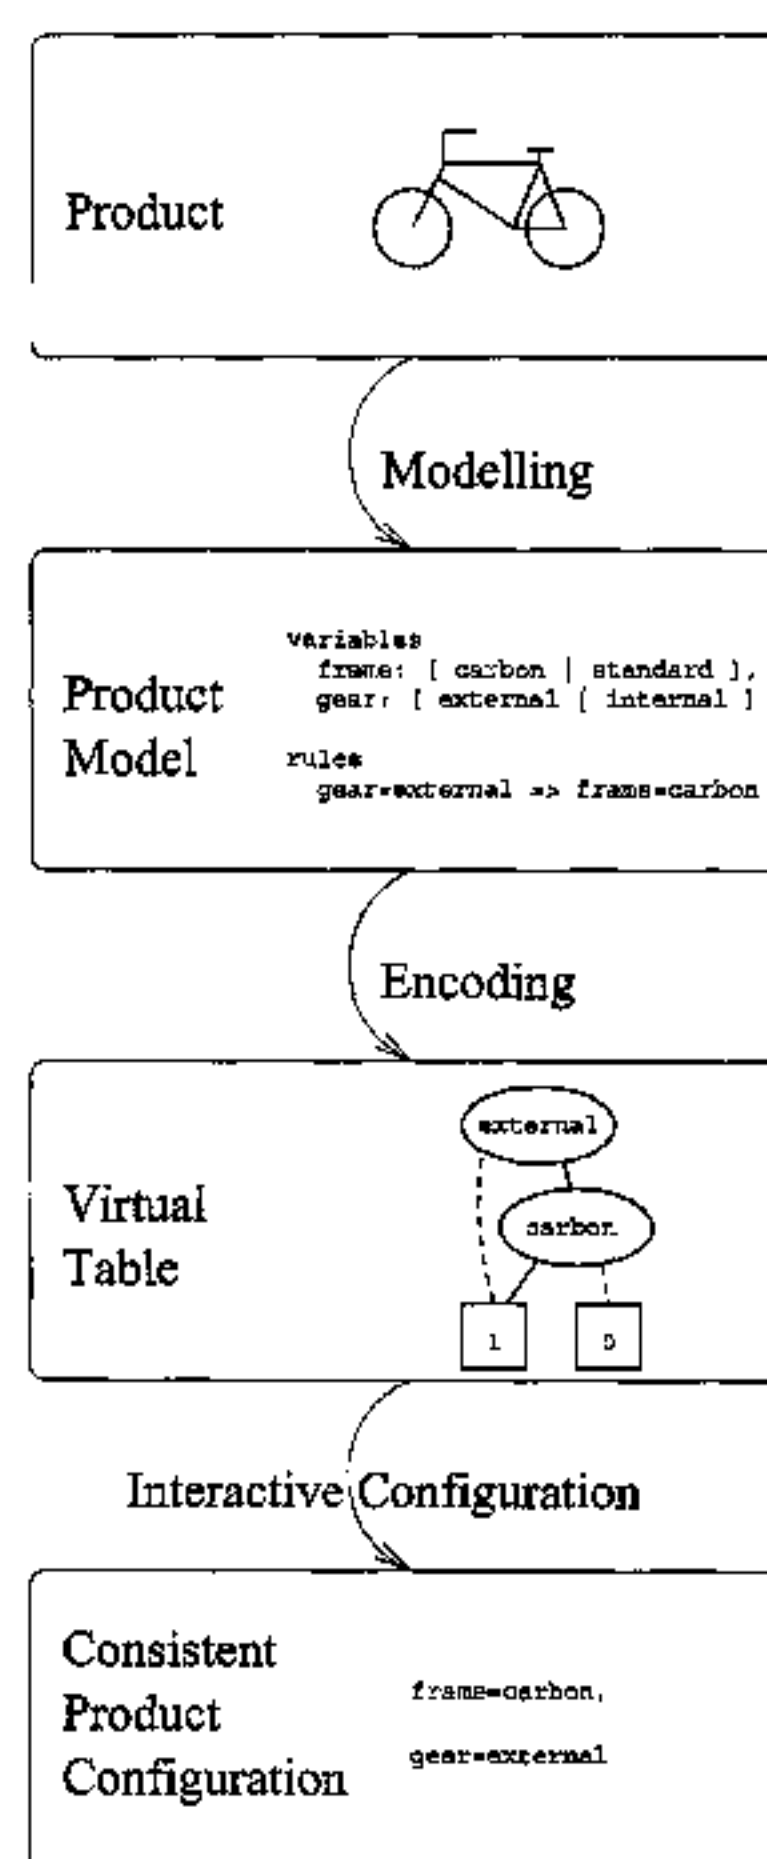 Product
Modelling
Product
Model
variables
frame: [ carbon | standard ],
gear: [ external | internal ]
rules
gear=external => frame=carbon
Encoding
Virtual
Table
external
carbon
1
0
Interactive Configuration
Consistent
Product
Configuration
frame=carbon,
gear=external